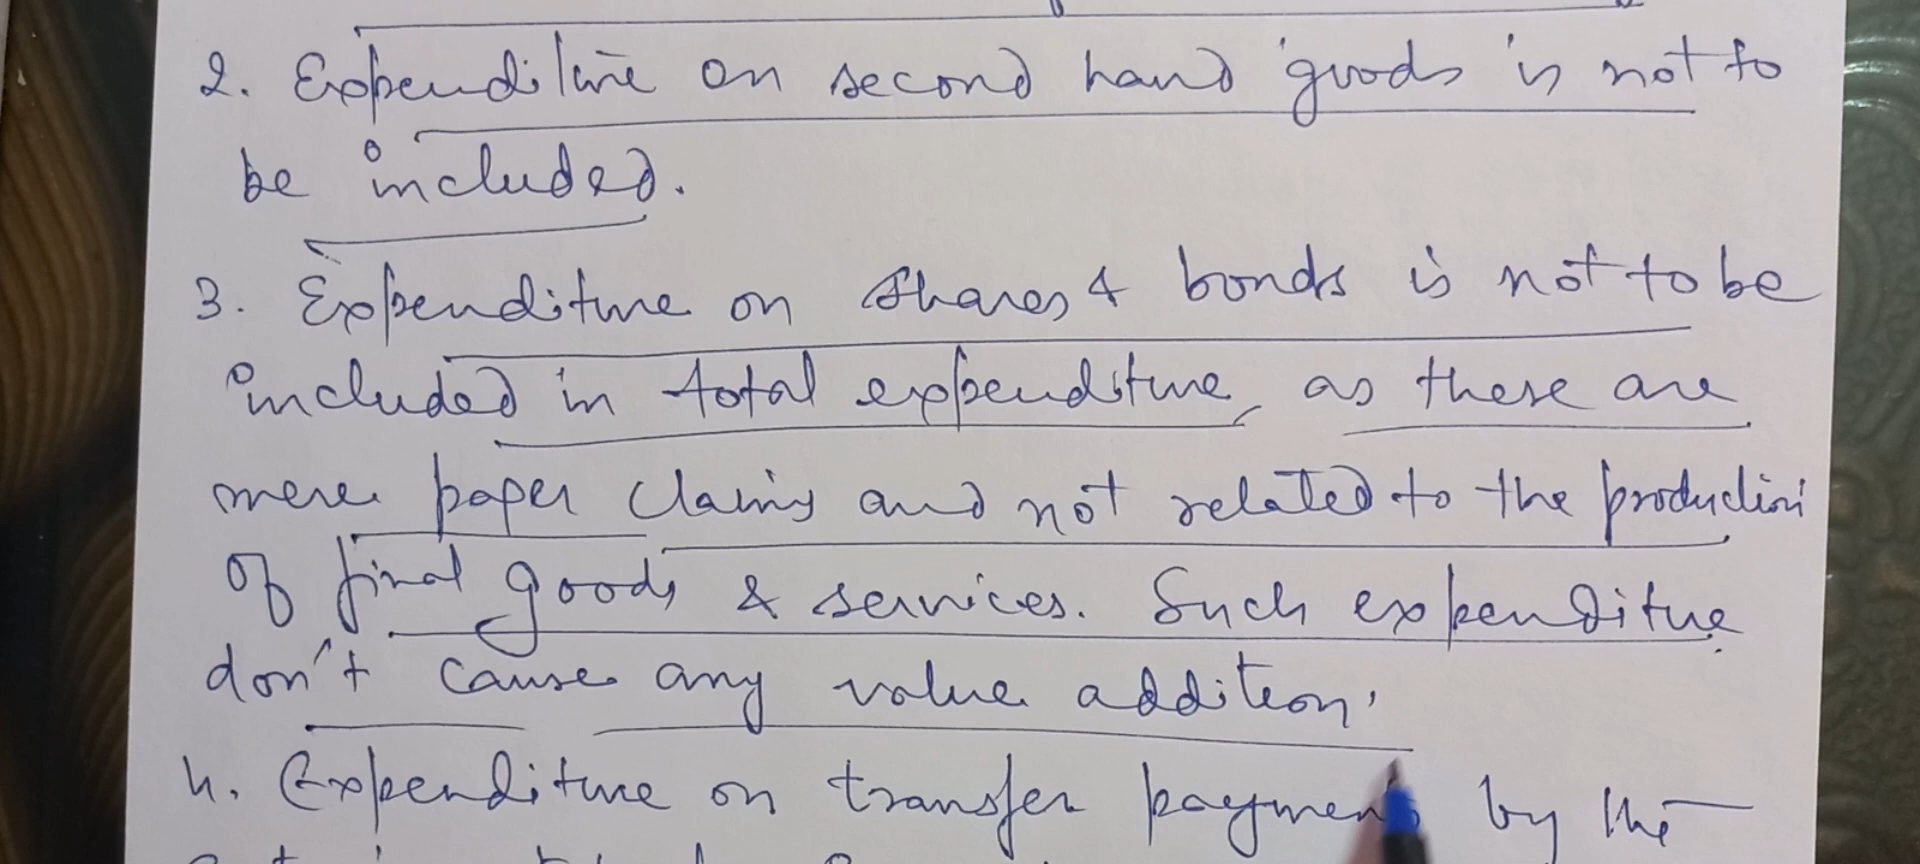 2. Expenditure on second hand goods is not to
be included.
3. Expenditure on shares & bonds is not to be
included in total expenditure, as these are
mere paper claims and not related to the production
of final goods & services. Such expenditure
don't cause any value addition.
4. Expenditure on transfer payment by the